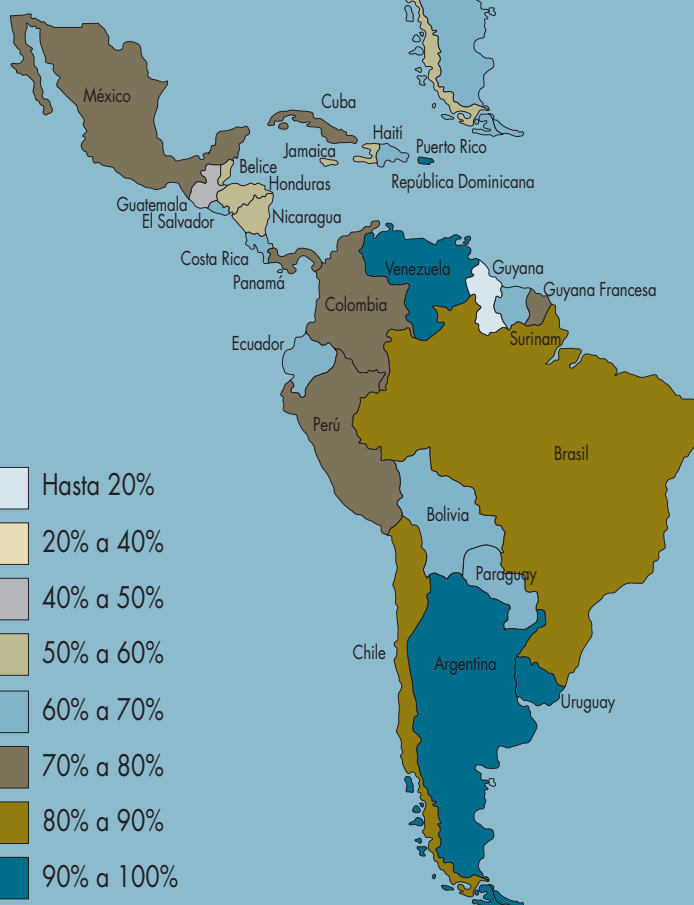 México
Cuba
Haití
Jamaica
Puerto Rico
Belice
República Dominicana
Honduras
Guatemala
El Salvador
Nicaragua
Costa Rica
Panamá
Venezuela
Guyana
Guyana Francesa
Colombia
Surinam
Ecuador
Perú
Brasil
Bolivia
Paraguay
Chile
Argentina
Uruguay
Hasta 20%
20% a 40%
40% a 50%
50% a 60%
60% a 70%
70% a 80%
80% a 90%
90% a 100%